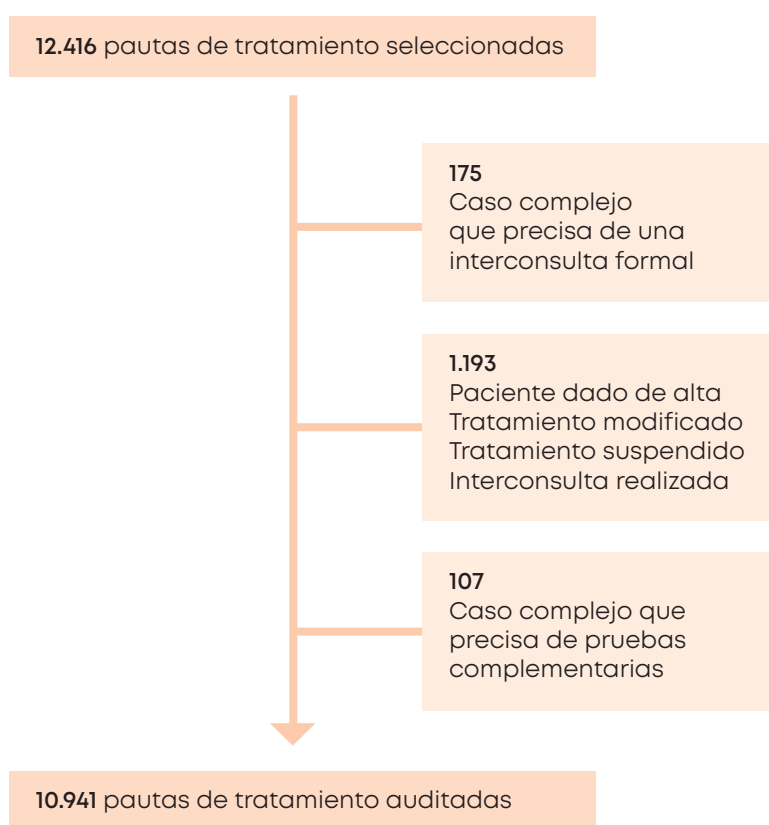 12.416 pautas de tratamiento seleccionadas
175
Caso complejo
que precisa de una
interconsulta formal
1.193
Paciente dado de alta
Tratamiento modificado
Tratamiento suspendido
Interconsulta realizada
107
Caso complejo que
precisa de pruebas
complementarias
10.941 pautas de tratamiento auditadas